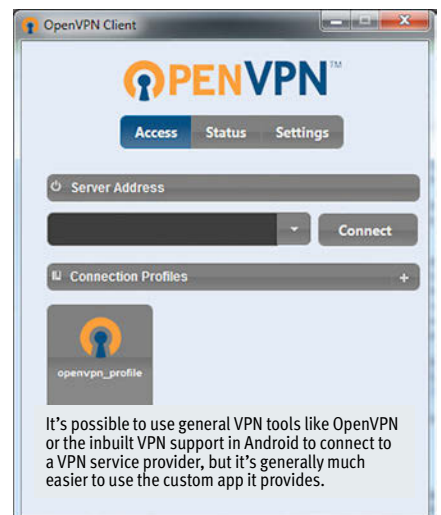 OpenVPN Client
OPENVPN™
Access Status Settings
Server Address
Connect
Connection Profiles +
openvpn_profile
It's possible to use general VPN tools like OpenVPN
or the inbuilt VPN support in Android to connect to
a VPN service provider, but it's generally much
easier to use the custom app it provides.